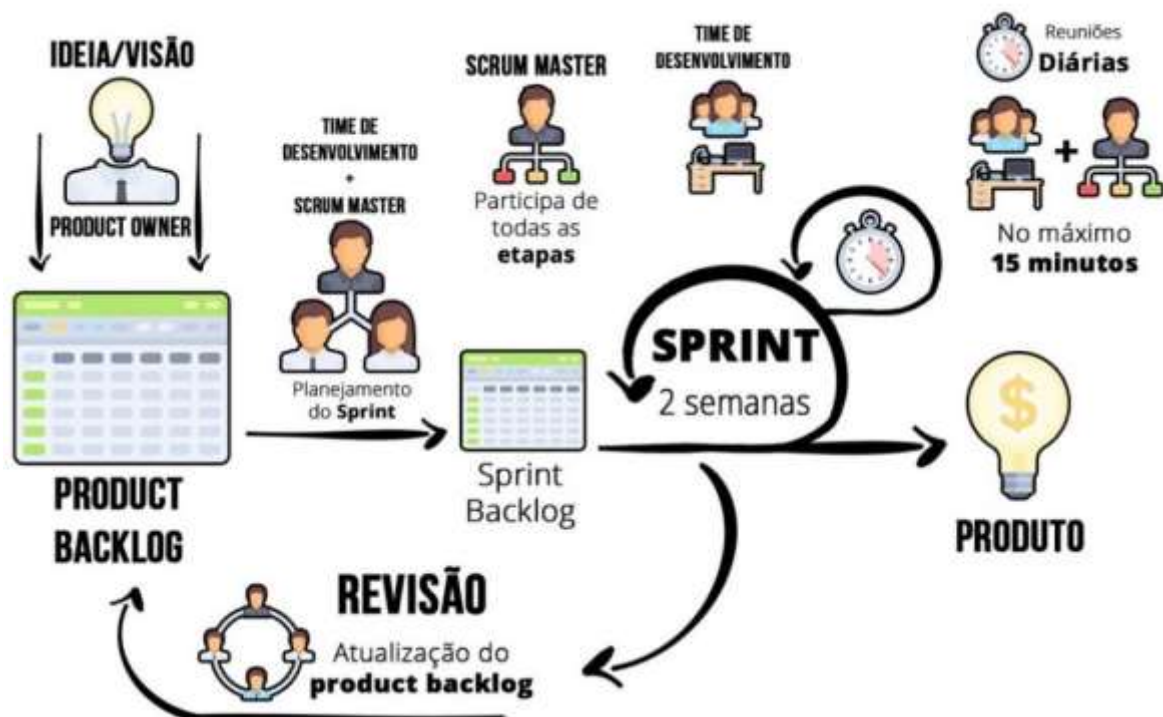 IDEIA/VISÃO
PRODUCT OWNER
PRODUCT
BACKLOG
TIME DE
DESENVOLVIMENTO
+
SCRUM MASTER
Planejamento
do Sprint
SCRUM MASTER
Participa de
todas as
etapas
Sprint
Backlog
TIME DE
DESENVOLVIMENTO
SPRINT
2 semanas
Reuniões
Diárias
+
No máximo
15 minutos
$
PRODUTO
REVISÃO
Atualização do
product backlog